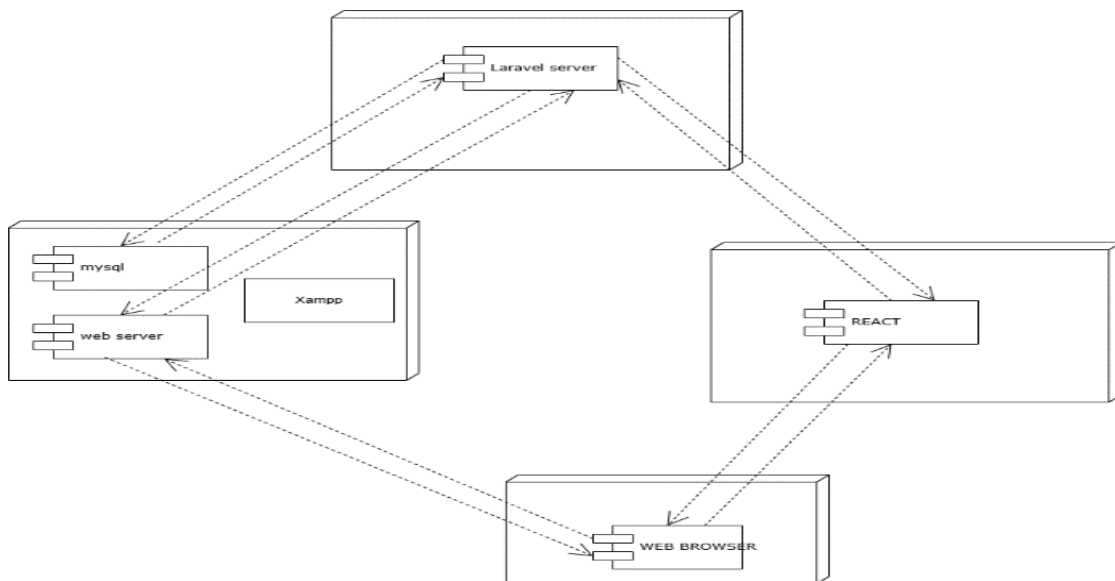 Laravel server
mysql
Xampp
web server
REACT
WEB BROWSER